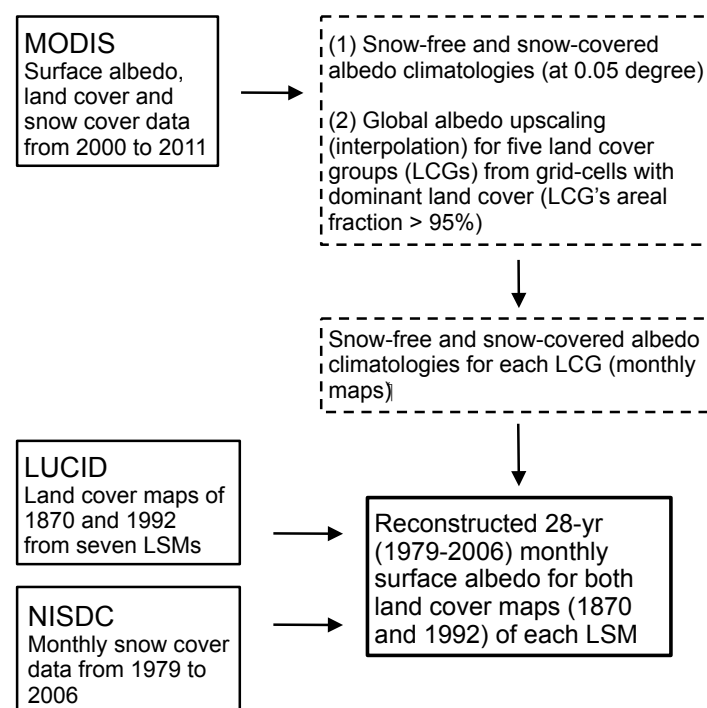 MODIS
Surface albedo,
land cover and
snow cover data
from 2000 to 2011
(1) Snow-free and snow-covered
albedo climatologies (at 0.05 degree)
(2) Global albedo upscaling
(interpolation) for five land cover
groups (LCGs) from grid-cells with
dominant land cover (LCG's areal
fraction > 95%)
Snow-free and snow-covered albedo
climatologies for each LCG (monthly
maps)
LUCID
Land cover maps of
1870 and 1992
from seven LSMs
Reconstructed 28-yr
(1979-2006) monthly
surface albedo for both
land cover maps (1870
and 1992) of each LSM
NISDC
Monthly snow cover
data from 1979 to
2006